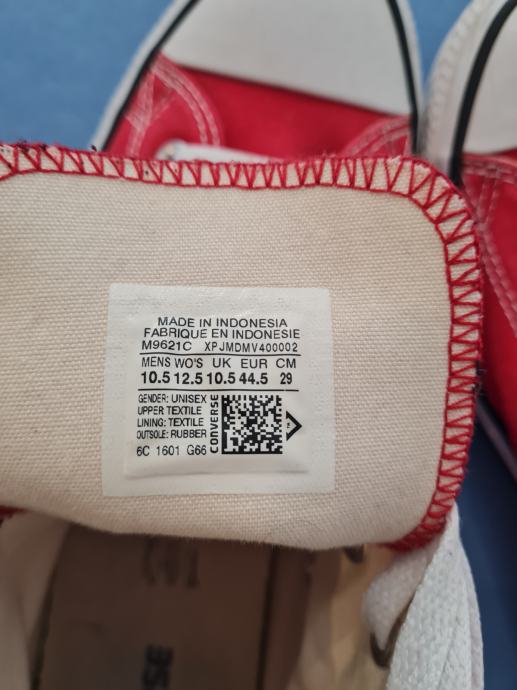 MADE IN INDONESIA
FABRIQUE EN INDONESIE
M9621C XPJMDMV400002
MENS WO'S UK EUR CM
10.5 12.5 10.5 44.5 29
GENDER: UNISEX
UPPER TEXTILE
LINING: TEXTILE
OUTSOLE: RUBBER
6C 1601 G66
CONVERSE
SE